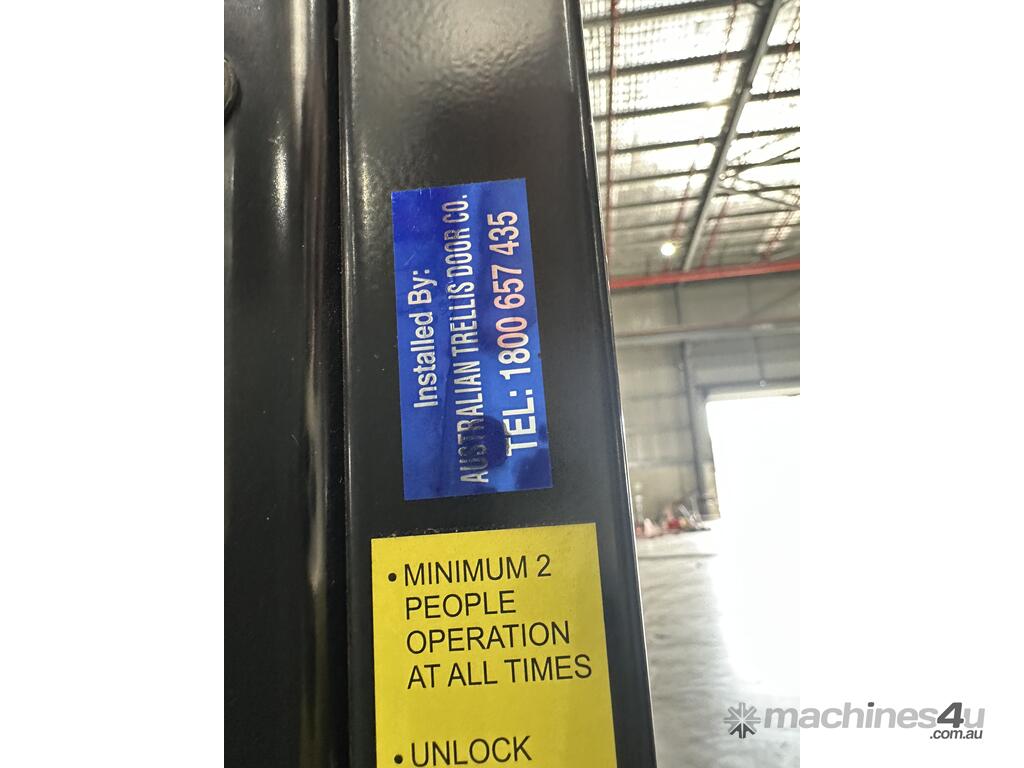 Installed By:
AUSTRALIAN TRELLIS DOOR CO.
TEL: 1800 657 435
• MINIMUM 2
PEOPLE
OPERATION
AT ALL TIMES
• UNLOCK
machines4u
.com.au